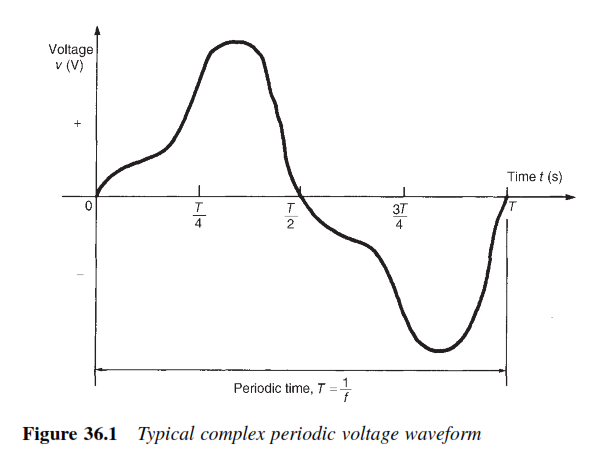 Voltage
v (V)
+
Time t (s)
0
T/4
T/2
3T/4
T
−
Periodic time, T = 1/f
Figure 36.1 Typical complex periodic voltage waveform